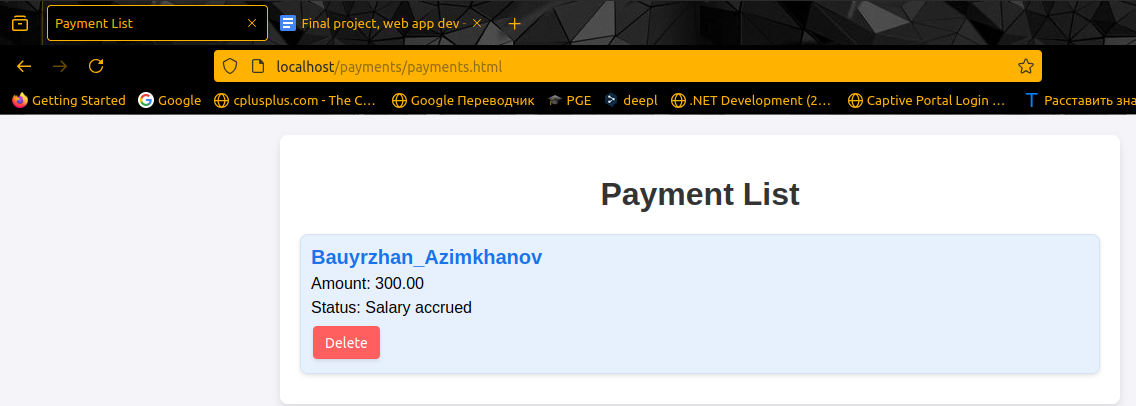 Payment List
Final project, web app dev -
localhost/payments/payments.html
Getting Started
Google
cplusplus.com - The C…
Google Переводчик
PGE
deepl
.NET Development (2…
Captive Portal Login …
Расставить зна
Payment List
Bauyrzhan_Azimkhanov
Amount: 300.00
Status: Salary accrued
Delete